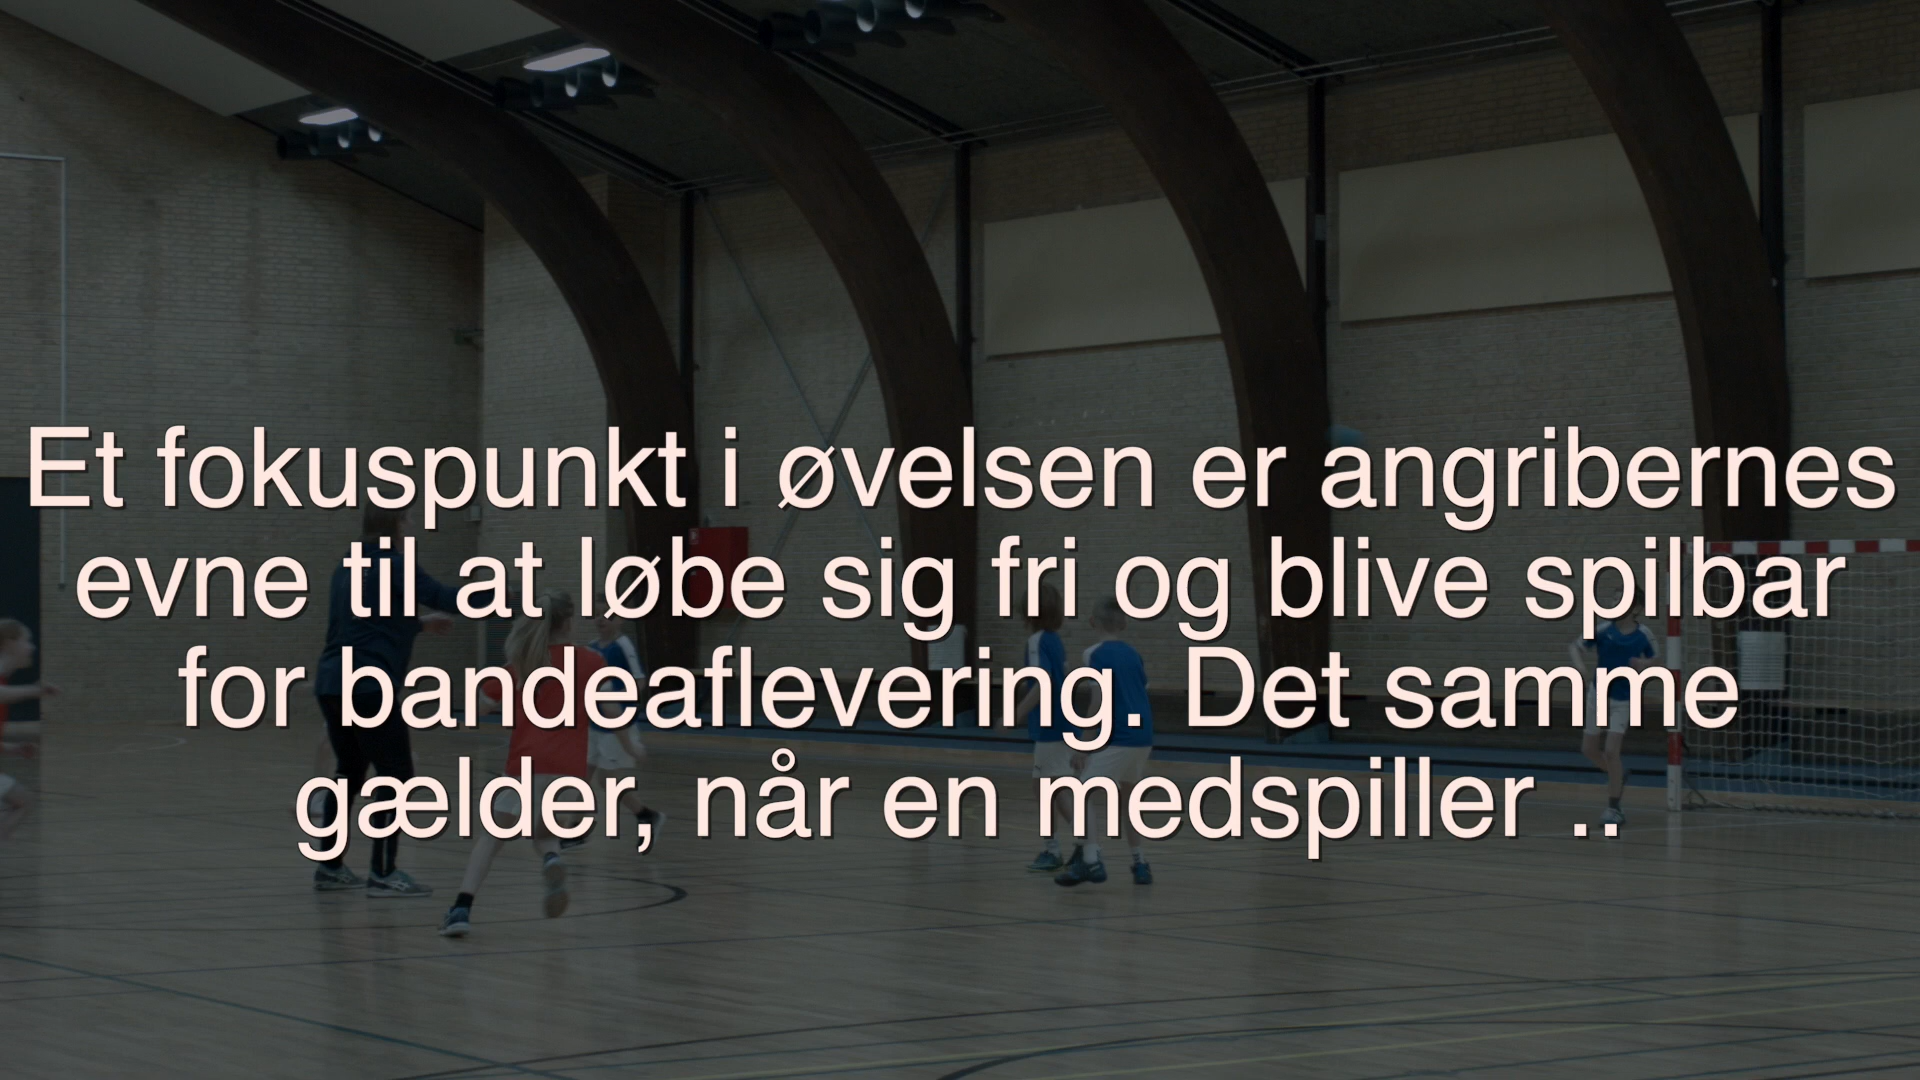 Et fokuspunkt i øvelsen er angribernes
evne til at løbe sig fri og blive spilbar
for bandeaflevering. Det samme
gælder, når en medspiller ..